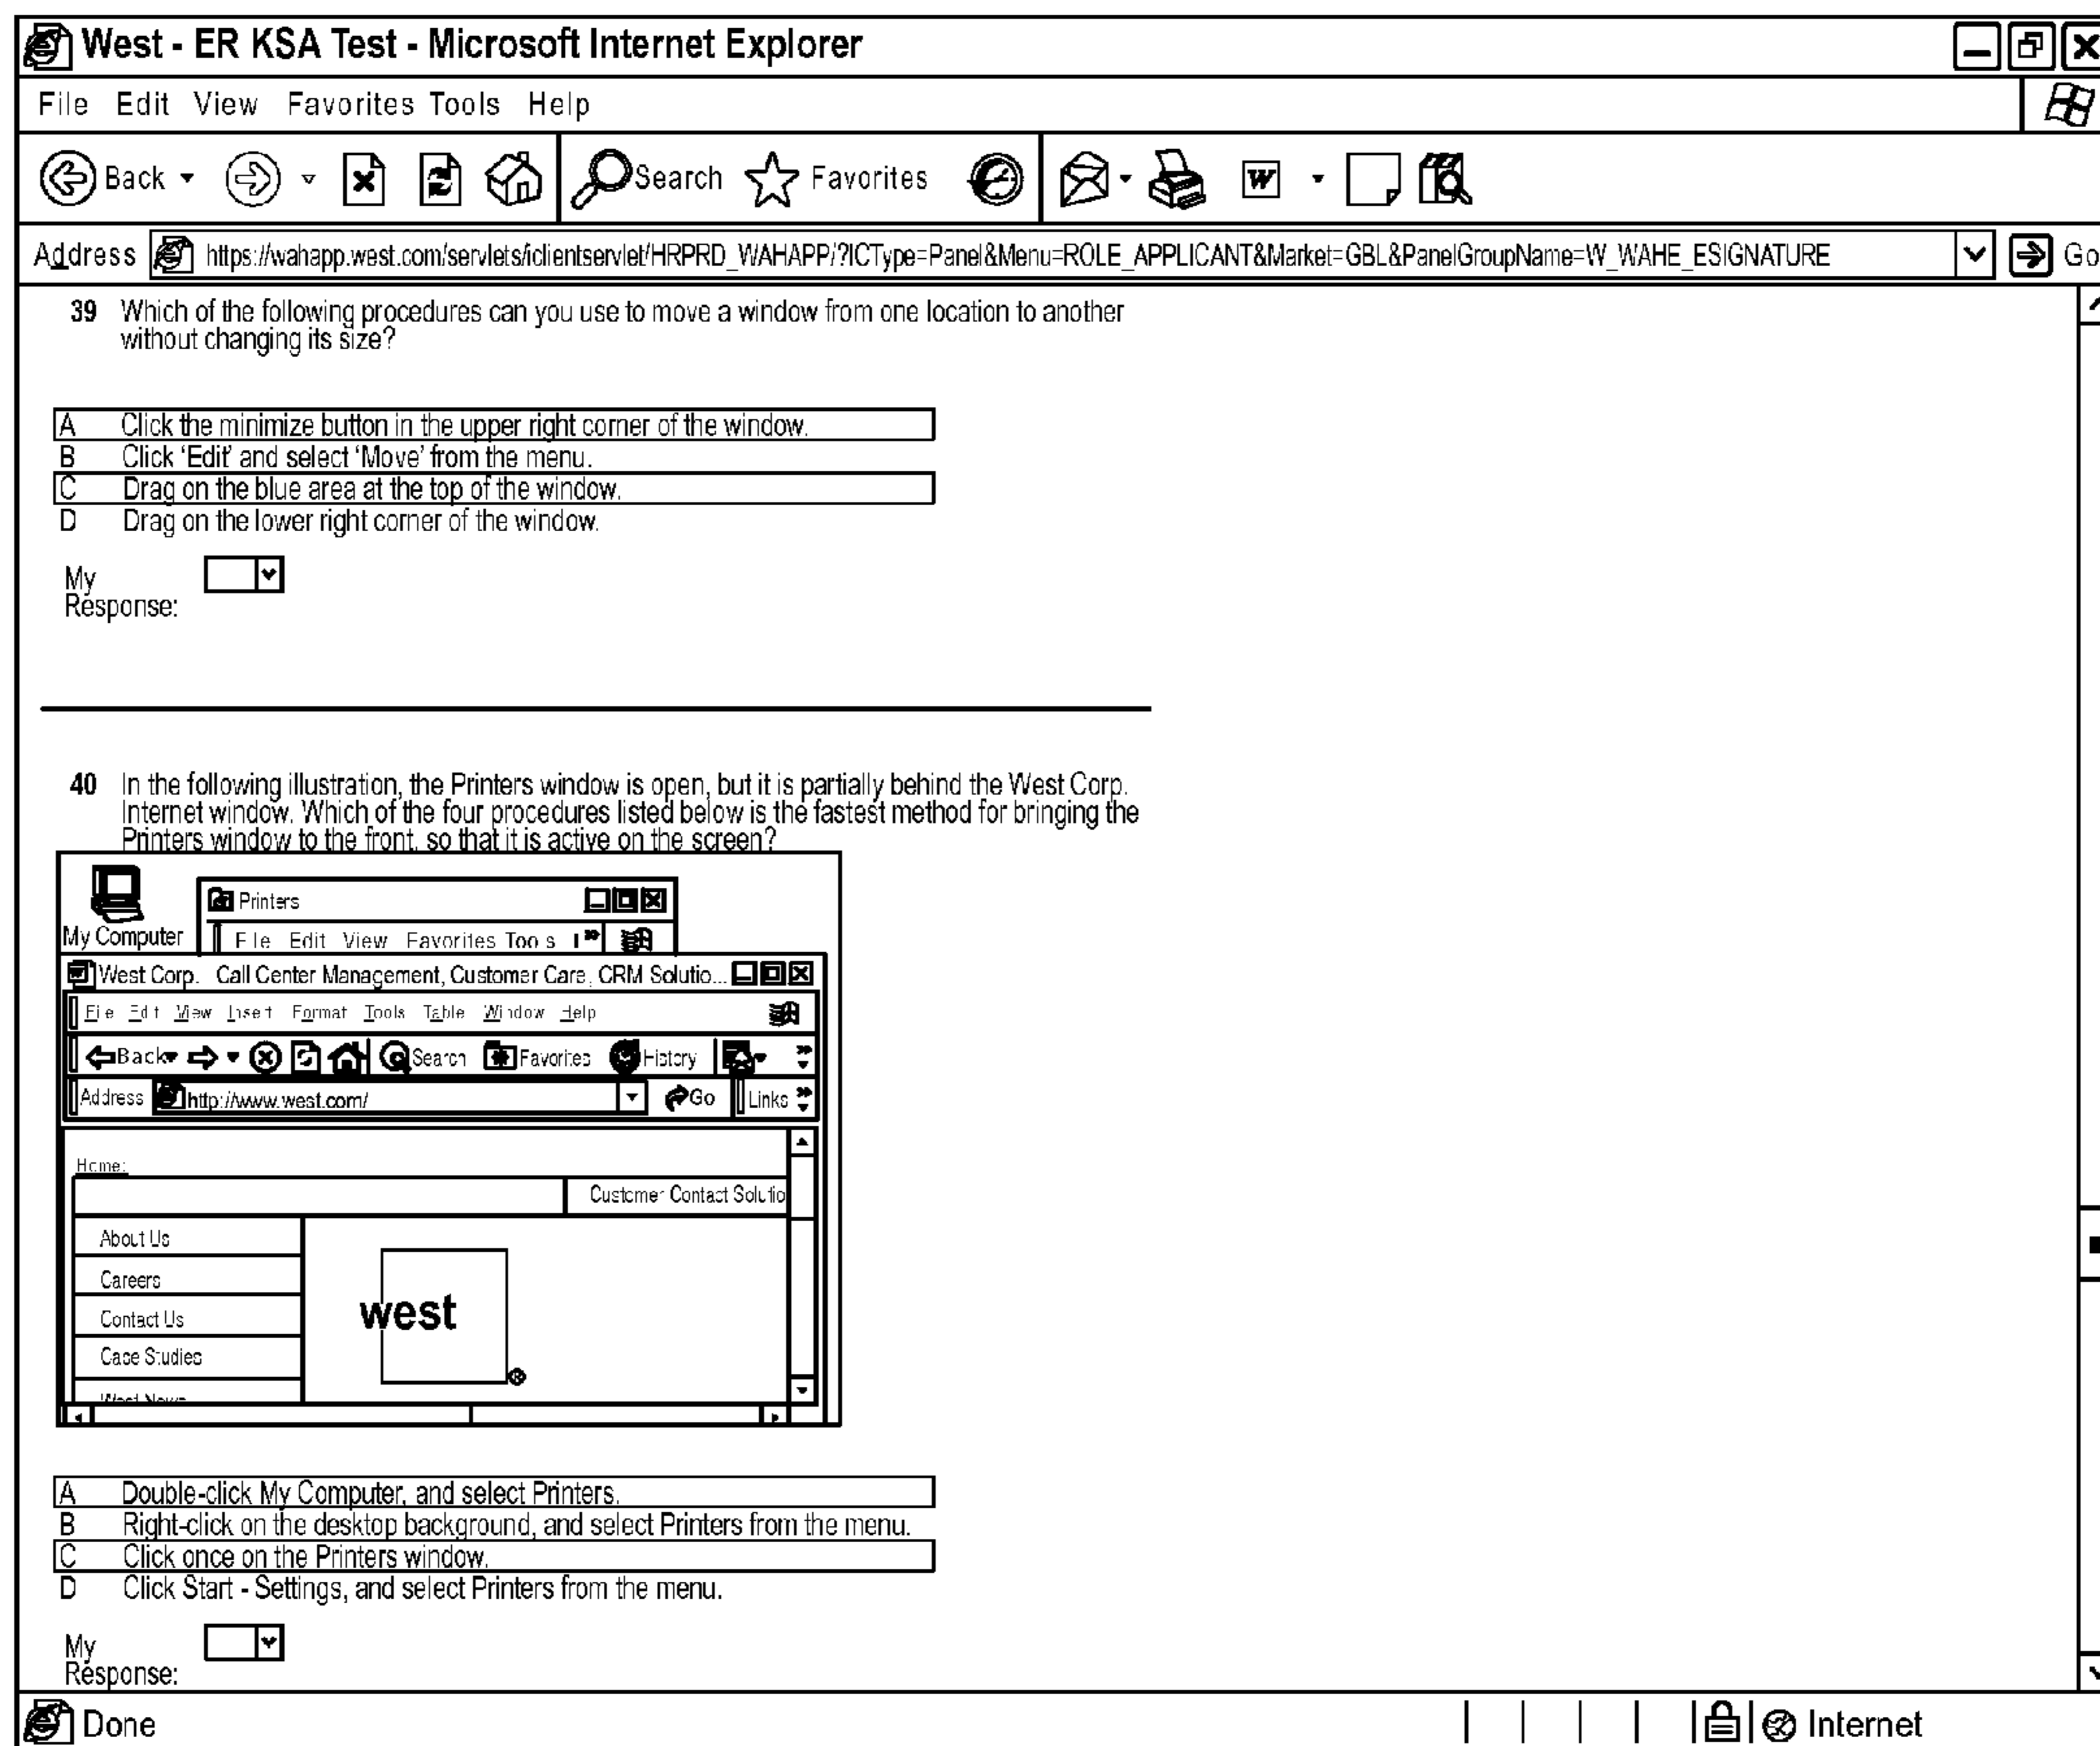 West - ER KSA Test - Microsoft Internet Explorer
File Edit View Favorites Tools Help
Back Search Favorites W
Address https://wahapp.west.com/servlets/iclientservlet/HRPRD_WAHAPP/?ICType=Panel&Menu=ROLE_APPLICANT&Market=GBL&PanelGroupName=W_WAHE_ESIGNATURE Go
39 Which of the following procedures can you use to move a window from one location to another
without changing its size?
A Click the minimize button in the upper right corner of the window.
B Click 'Edit' and select 'Move' from the menu.
C Drag on the blue area at the top of the window.
D Drag on the lower right corner of the window.
My
Response:
40 In the following illustration, the Printers window is open, but it is partially behind the West Corp.
Internet window. Which of the four procedures listed below is the fastest method for bringing the
Printers window to the front, so that it is active on the screen?
Printers
My Computer File Edit View Favorites Tools
West Corp. Call Center Management, Customer Care, CRM Solutio...
File Edit View Insert Format Tools Table Window Help
Back Search Favorites History
Address http://www.west.com/ Go Links
Home:
Customer Contact Solutio
About Us
Careers
Contact Us
Case Studies
West News
west ®
A Double-click My Computer, and select Printers.
B Right-click on the desktop background, and select Printers from the menu.
C Click once on the Printers window.
D Click Start - Settings, and select Printers from the menu.
My
Response:
Done Internet